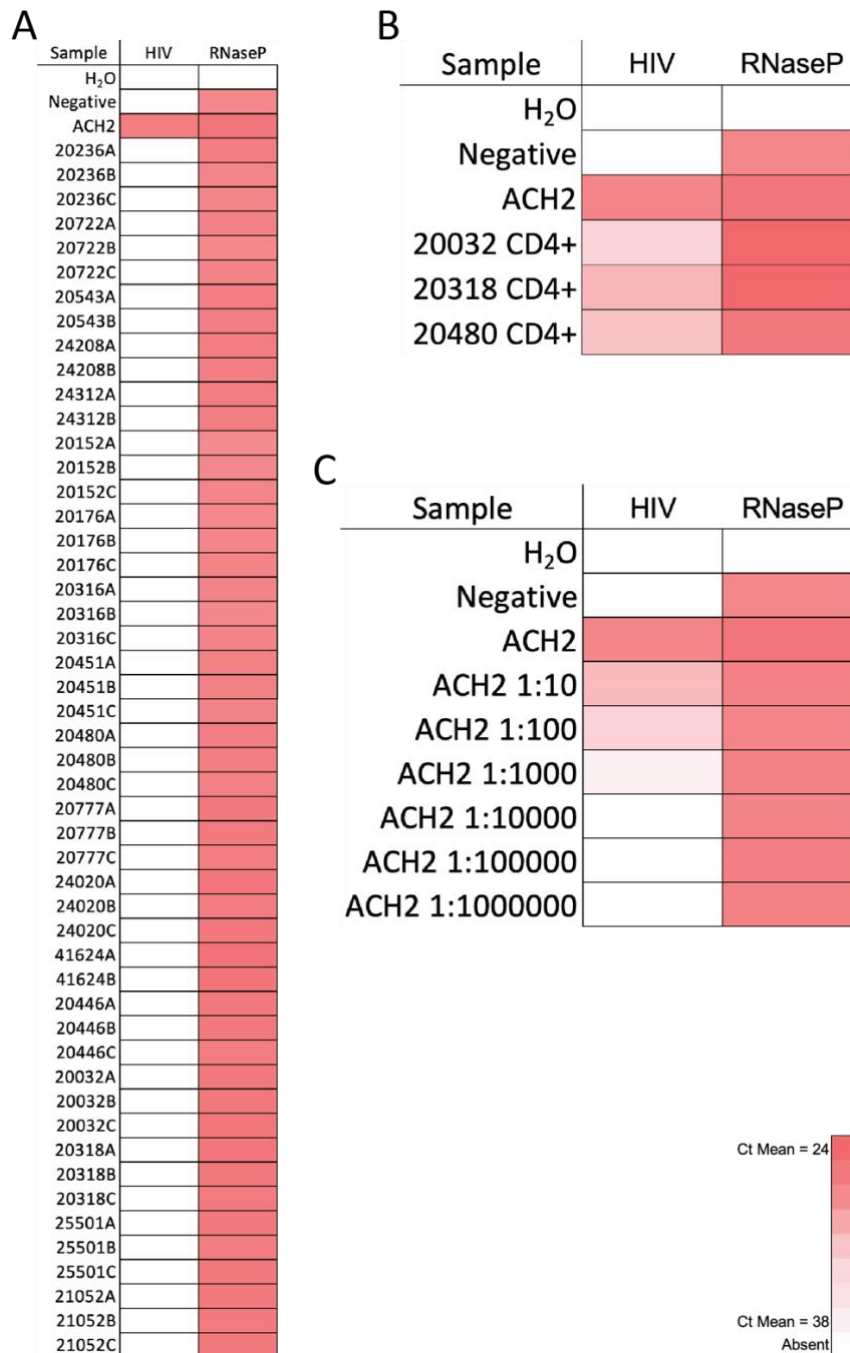 A
Sample HIV RNaseP
H₂O
Negative
ACH2
20236A
20236B
20236C
20722A
20722B
20722C
20543A
20543B
24208A
24208B
24312A
24312B
20152A
20152B
20152C
20176A
20176B
20176C
20316A
20316B
20316C
20451A
20451B
20451C
20480A
20480B
20480C
20777A
20777B
20777C
24020A
24020B
24020C
41624A
41624B
20446A
20446B
20446C
20032A
20032B
20032C
20318A
20318B
20318C
25501A
25501B
25501C
21052A
21052B
21052C
B
Sample HIV RNaseP
H₂O
Negative
ACH2
20032 CD4+
20318 CD4+
20480 CD4+
C
Sample HIV RNaseP
H₂O
Negative
ACH2
ACH2 1:10
ACH2 1:100
ACH2 1:1000
ACH2 1:10000
ACH2 1:100000
ACH2 1:1000000
Ct Mean = 24
Ct Mean = 38
Absent